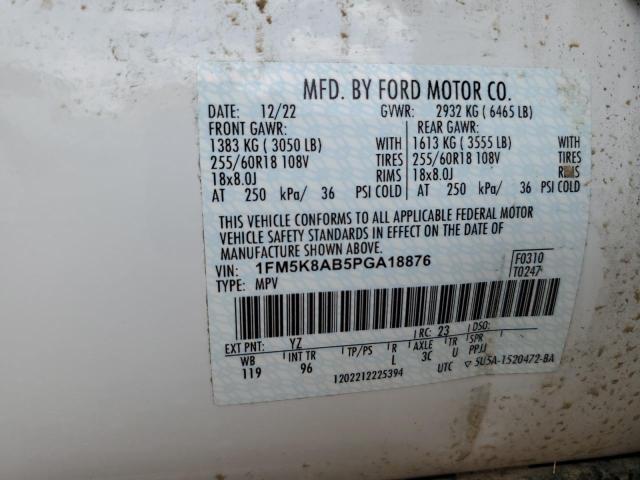 MFD. BY FORD MOTOR CO.
DATE: 12/22 GVWR: 2932 KG ( 6465 LB)
FRONT GAWR: REAR GAWR:
1383 KG ( 3050 LB) WITH 1613 KG ( 3555 LB) WITH
255/60R18 108V TIRES 255/60R18 108V TIRES
18x8.0J RIMS 18x8.0J RIMS
AT 250 kPa/ 36 PSI COLD AT 250 kPa/ 36 PSI COLD
THIS VEHICLE CONFORMS TO ALL APPLICABLE FEDERAL MOTOR
VEHICLE SAFETY STANDARDS IN EFFECT ON THE DATE OF
MANUFACTURE SHOWN ABOVE.
VIN: 1FM5K8AB5PGA18876 F0310
TYPE: MPV T0247
EXT PNT: YZ RC: 23 DSO:
WB INT TR TP/PS R AXLE TR SPR
119 96 L 3C U PPJJ
1202212225394 UTC ▽ 5U5A-1520472-BA